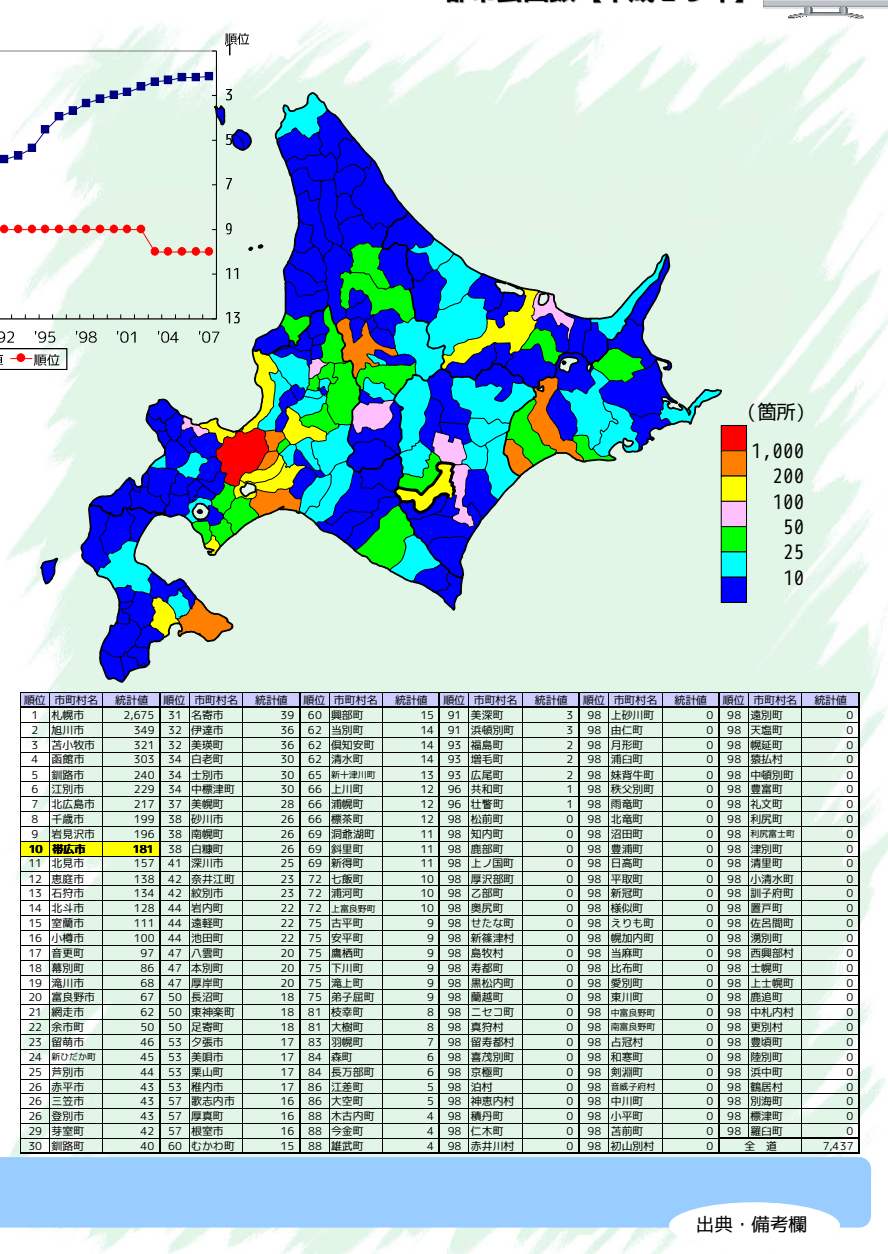 順位
1
3
5
7
9
11
13
92 '95 '98 '01 '04 '07
順位
(箇所)
1,000
200
100
50
25
10
順位 市町村名 統計値 順位 市町村名 統計値 順位 市町村名 統計値 順位 市町村名 統計値 順位 市町村名 統計値 順位 市町村名 統計値
1 札幌市 2,675 31 名寄市 39 60 興部町 15 91 美深町 3 98 上砂川町 0 98 遠別町 0
2 旭川市 349 32 伊達市 36 62 当別町 14 91 浜頓別町 3 98 由仁町 0 98 天塩町 0
3 苫小牧市 321 32 美瑛町 36 62 倶知安町 14 93 福島町 2 98 月形町 0 98 幌延町 0
4 函館市 303 34 白老町 30 62 清水町 14 93 増毛町 2 98 浦臼町 0 98 猿払村 0
5 釧路市 240 34 士別市 30 65 新十津川町 13 93 広尾町 2 98 妹背牛町 0 98 中頓別町 0
6 江別市 229 34 中標津町 30 66 上川町 12 96 共和町 1 98 秩父別町 0 98 豊富町 0
7 北広島市 217 37 美幌町 28 66 浦幌町 12 96 壮瞥町 1 98 雨竜町 0 98 礼文町 0
8 千歳市 199 38 砂川市 26 66 標茶町 12 98 松前町 0 98 北竜町 0 98 利尻町 0
9 岩見沢市 196 38 南幌町 26 69 洞爺湖町 11 98 知内町 0 98 沼田町 0 98 利尻富士町 0
10 帯広市 181 38 白糠町 26 69 斜里町 11 98 鹿部町 0 98 豊浦町 0 98 津別町 0
11 北見市 157 41 深川市 25 69 新得町 11 98 上ノ国町 0 98 日高町 0 98 清里町 0
12 恵庭市 138 42 奈井江町 23 72 七飯町 10 98 厚沢部町 0 98 平取町 0 98 小清水町 0
13 石狩市 134 42 紋別市 23 72 浦河町 10 98 乙部町 0 98 新冠町 0 98 訓子府町 0
14 北斗市 128 44 岩内町 22 72 上富良野町 10 98 奥尻町 0 98 様似町 0 98 置戸町 0
15 室蘭市 111 44 遠軽町 22 75 古平町 9 98 せたな町 0 98 えりも町 0 98 佐呂間町 0
16 小樽市 100 44 池田町 22 75 安平町 9 98 新篠津村 0 98 幌加内町 0 98 湧別町 0
17 音更町 97 47 八雲町 20 75 鷹栖町 9 98 島牧村 0 98 当麻町 0 98 西興部村 0
18 幕別町 86 47 本別町 20 75 下川町 9 98 寿都町 0 98 比布町 0 98 士幌町 0
19 滝川市 68 47 厚岸町 20 75 滝上町 9 98 黒松内町 0 98 愛別町 0 98 上士幌町 0
20 富良野市 67 50 長沼町 18 75 弟子屈町 9 98 蘭越町 0 98 東川町 0 98 鹿追町 0
21 網走市 62 50 東神楽町 18 81 枝幸町 8 98 ニセコ町 0 98 中富良野町 0 98 中札内村 0
22 余市町 50 50 足寄町 18 81 大樹町 8 98 真狩村 0 98 南富良野町 0 98 更別村 0
23 留萌市 46 53 夕張市 17 83 羽幌町 7 98 留寿都村 0 98 占冠村 0 98 豊頃町 0
24 新ひだか町 45 53 美唄市 17 84 森町 6 98 喜茂別町 0 98 和寒町 0 98 陸別町 0
25 芦別市 44 53 栗山町 17 84 長万部町 6 98 京極町 0 98 剣淵町 0 98 浜中町 0
26 赤平市 43 53 稚内市 17 86 江差町 5 98 泊村 0 98 音威子府村 0 98 鶴居村 0
26 三笠市 43 57 歌志内市 16 86 大空町 5 98 神恵内村 0 98 中川町 0 98 別海町 0
26 登別市 43 57 厚真町 16 88 木古内町 4 98 積丹町 0 98 小平町 0 98 標津町 0
29 芽室町 42 57 根室市 16 88 今金町 4 98 仁木町 0 98 苫前町 0 98 羅臼町 0
30 釧路町 40 60 むかわ町 15 88 雄武町 4 98 赤井川村 0 98 初山別村 0 全 道 7,437
出典・備考欄